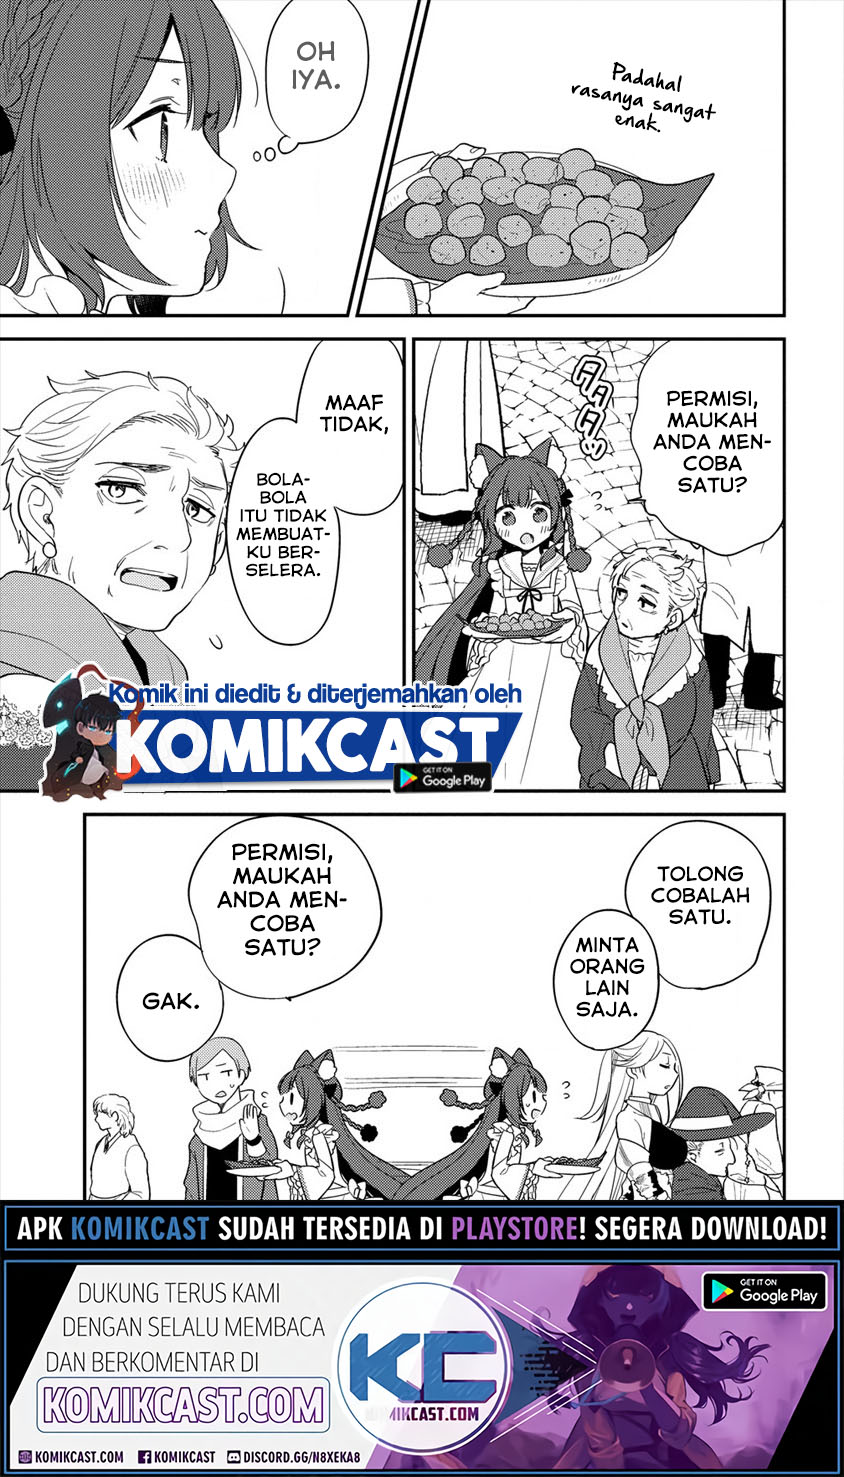 Padahal
rasanya sangat
enak.
OH
IYA.
PERMISI,
MAUKAH
ANDA MEN-
COBA
SATU?
MAAF
TIDAK,
BOLA-
BOLA
ITU TIDAK
MEMBUAT-
KU BER-
SELERA.
Komik ini diedit & diterjemahkan oleh
KOMIKCAST
GET IT ON
Google Play
TOLONG
COBALAH
SATU.
MINTA
ORANG
LAIN
SAJA.
PERMISI,
MAUKAH
ANDA MEN-
COBA
SATU?
GAK.
APK KOMIKCAST SUDAH TERSEDIA DI PLAYSTORE! SEGERA DOWNLOAD!
DUKUNG TERUS KAMI
DENGAN SELALU MEMBACA
DAN BERKOMENTAR DI
KOMIKCAST.COM
KC
KOMIKCAST.COM
GET IT ON
Google Play
KOMIKCAST.COM
KOMIKCAST
DISCORD.GG/N8XEKA8